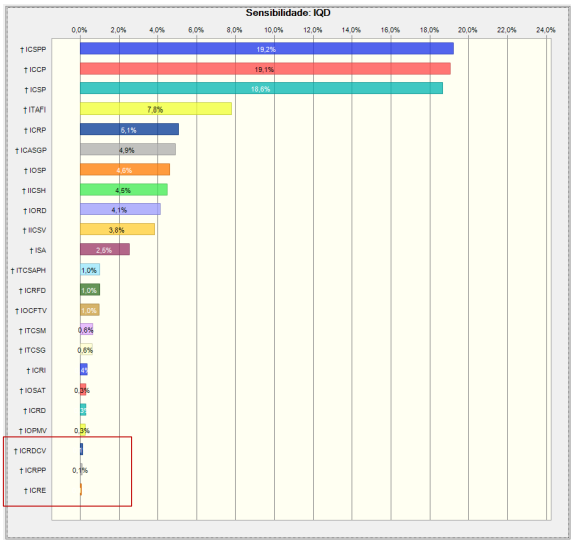 Sensibilidade: IQD
0,0% 2,0% 4,0% 6,0% 8,0% 10,0% 12,0% 14,0% 16,0% 18,0% 20,0% 22,0% 24,0%
† ICSPP 19,2%
† ICCP 19,1%
† ICSP 18,6%
† ITAFI 7,8%
† ICRP 5,1%
† ICASGP 4,9%
† IOSP 4,6%
† IICSH 4,5%
† IORD 4,1%
† IICSV 3,8%
† ISA 2,5%
† ITCSAPH 1,0%
† ICRFD 1,0%
† IOCFTV 1,0%
† ITCSM 0,6%
† ITCSG 0,6%
† ICRI
† IOSAT 0,3%
† ICRD
† IOPMV 0,3%
† ICRDCV
† ICRPP 0,1%
† ICRE